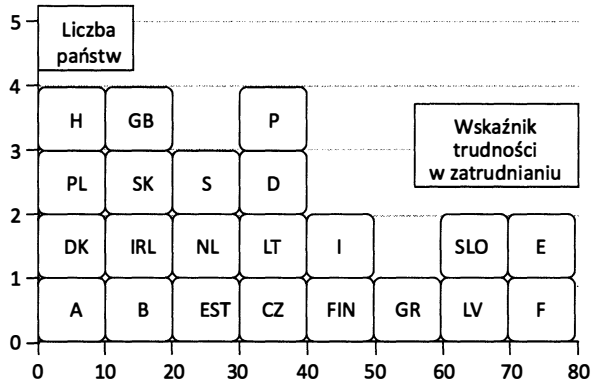 5
Liczba
państw
4
H GB P
Wskaźnik
trudności
w zatrudnianiu
3
PL SK S D
2
DK IRL NL LT I SLO E
1
A B EST CZ FIN GR LV F
0
0 10 20 30 40 50 60 70 80